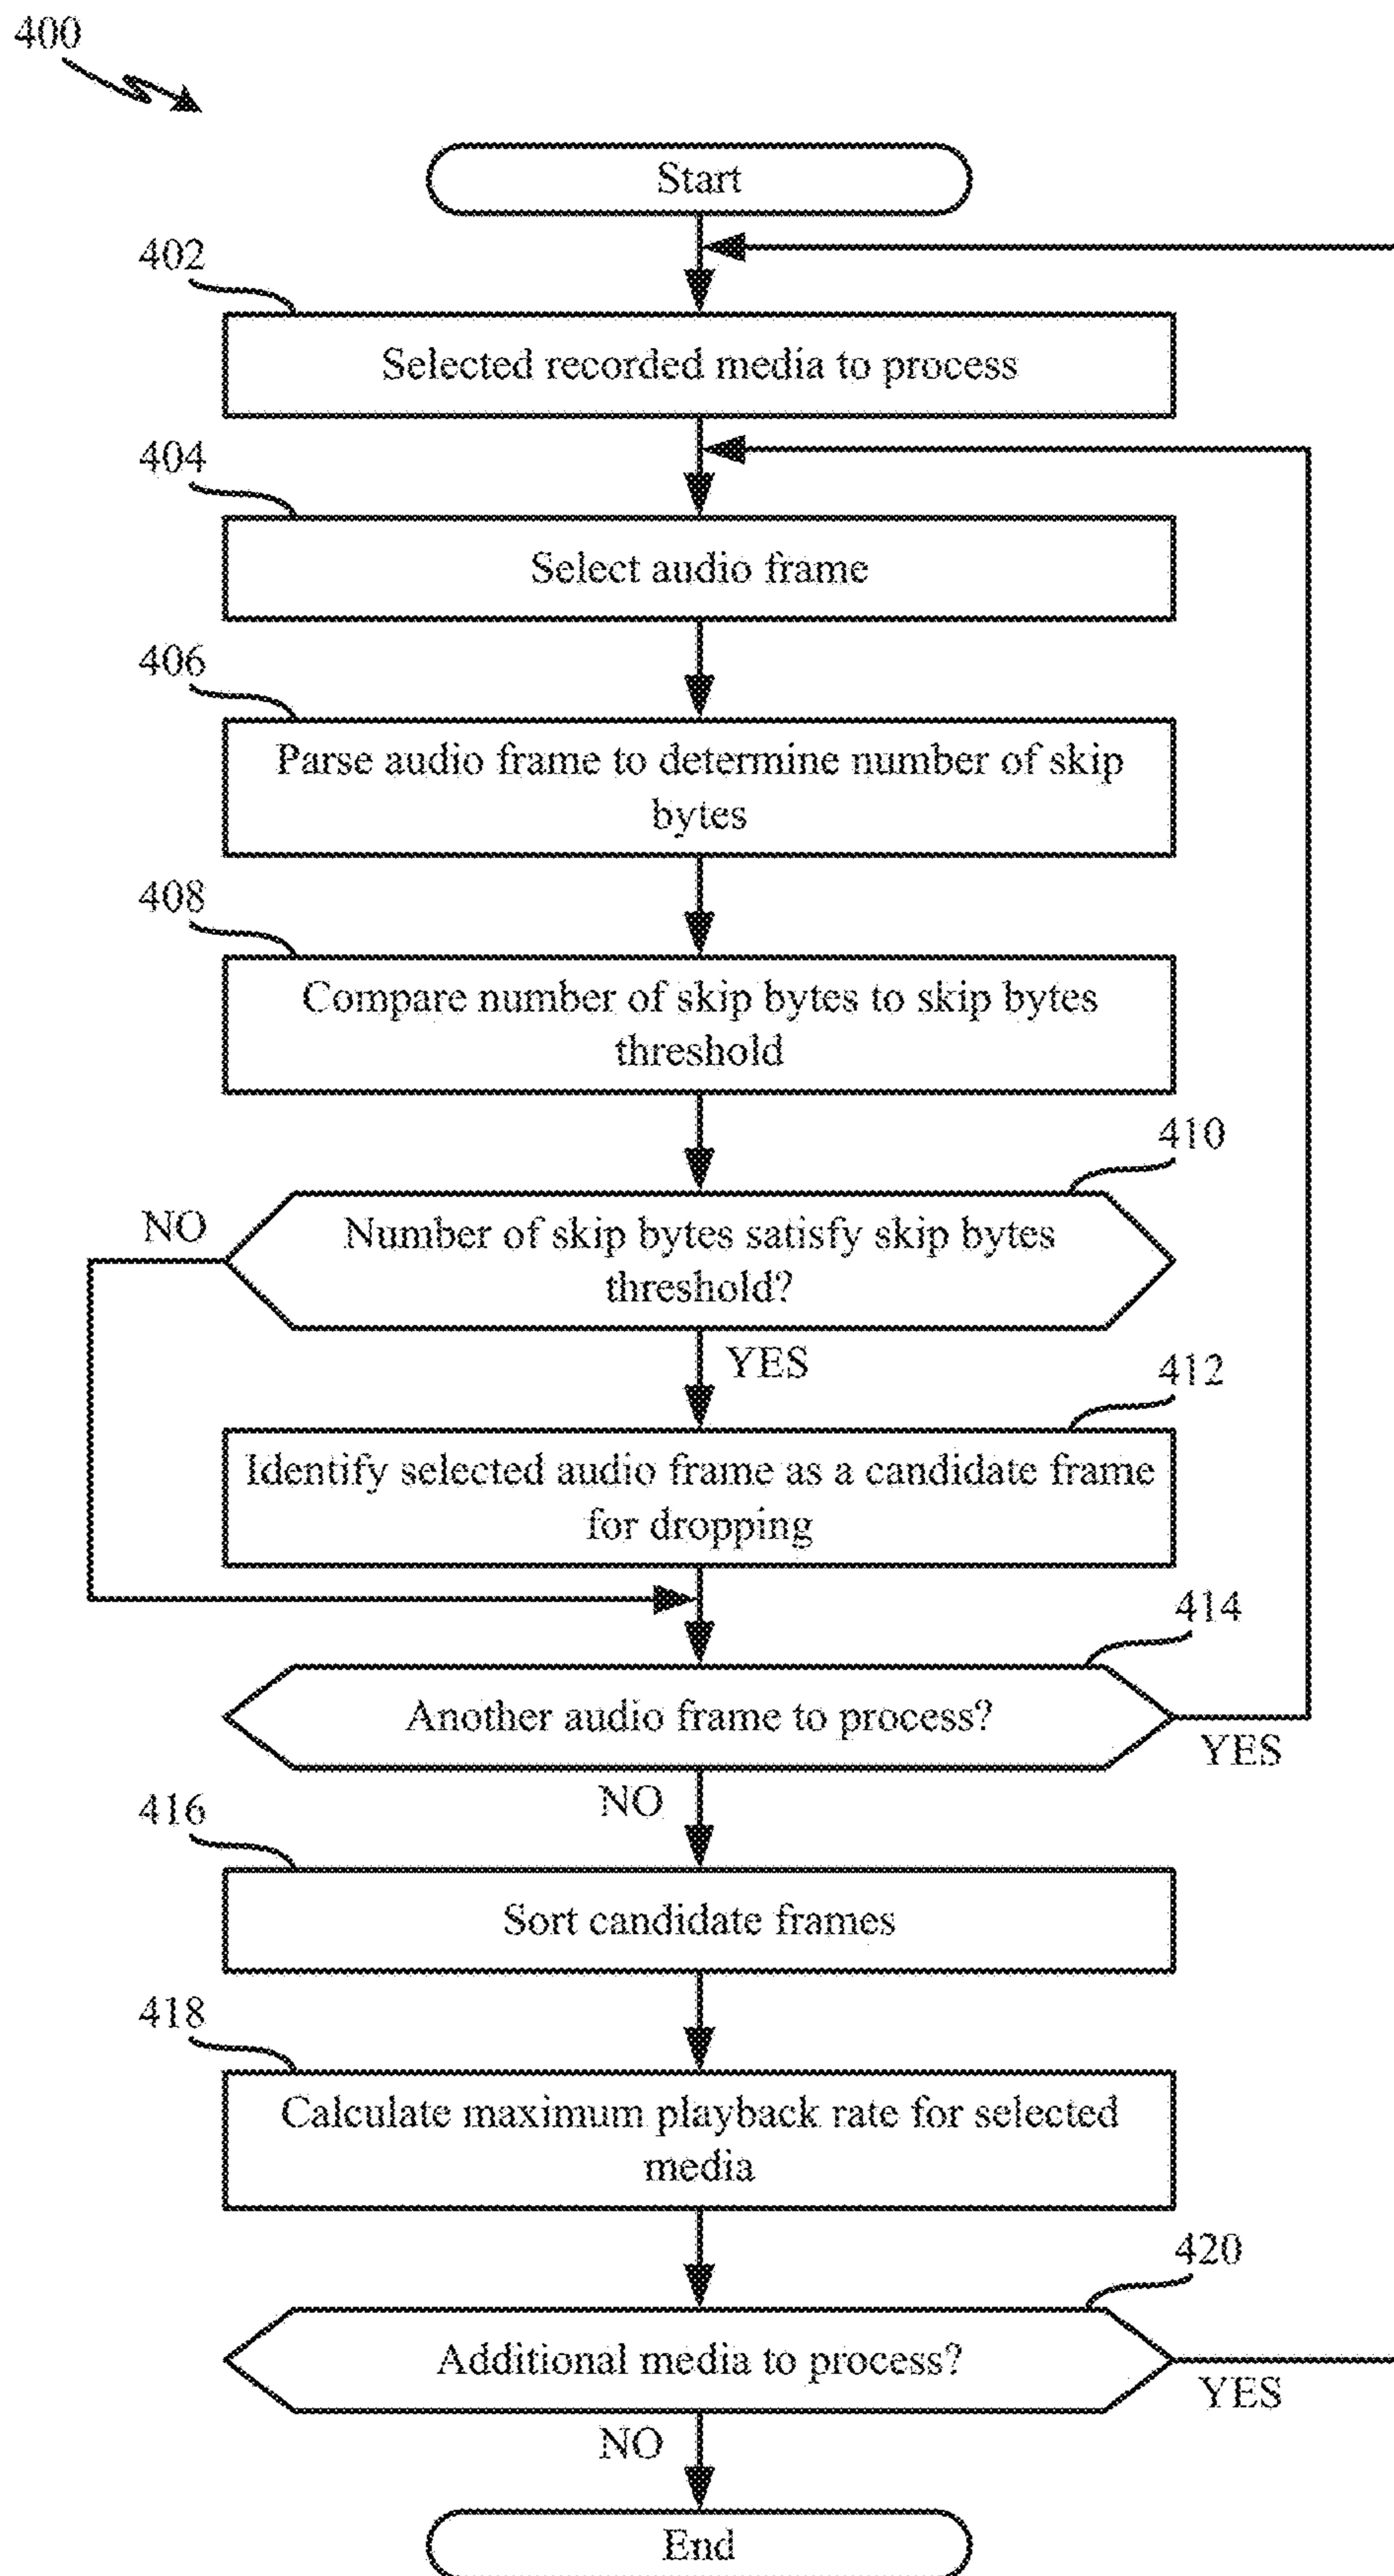 400
Start
402
Selected recorded media to process
404
Select audio frame
406
Parse audio frame to determine number of skip
bytes
408
Compare number of skip bytes to skip bytes
threshold
410
NO
Number of skip bytes satisfy skip bytes
threshold?
YES
412
Identify selected audio frame as a candidate frame
for dropping
414
Another audio frame to process?
YES
NO
416
Sort candidate frames
418
Calculate maximum playback rate for selected
media
420
Additional media to process?
YES
NO
End